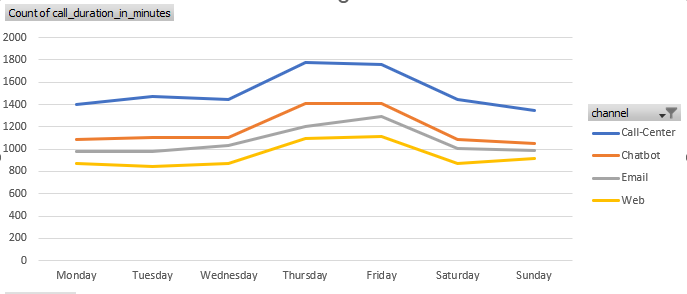 Count of call_duration_in_minutes
2000
1800
1600
1400
1200
1000
800
600
400
200
0
Monday Tuesday Wednesday Thursday Friday Saturday Sunday
channel
Call-Center
Chatbot
Email
Web